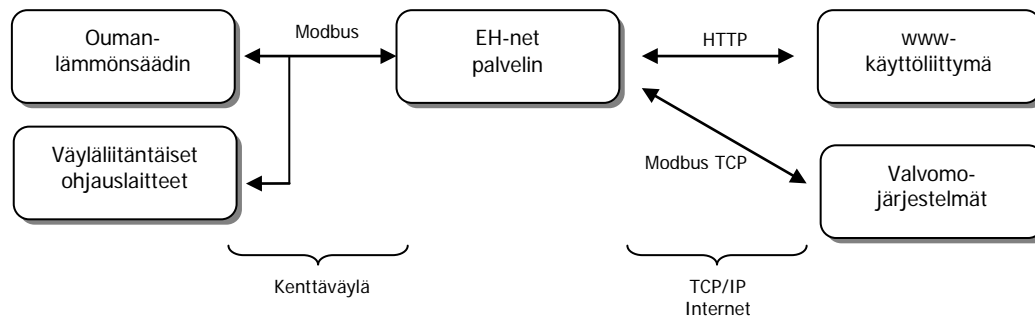 Ouman-
lämmönsäädin
Modbus
EH-net
palvelin
HTTP
www-
käyttöliittymä
Väyläliitäntäiset
ohjauslaitteet
Modbus TCP
Valvomo-
järjestelmät
Kenttäväylä
TCP/IP
Internet